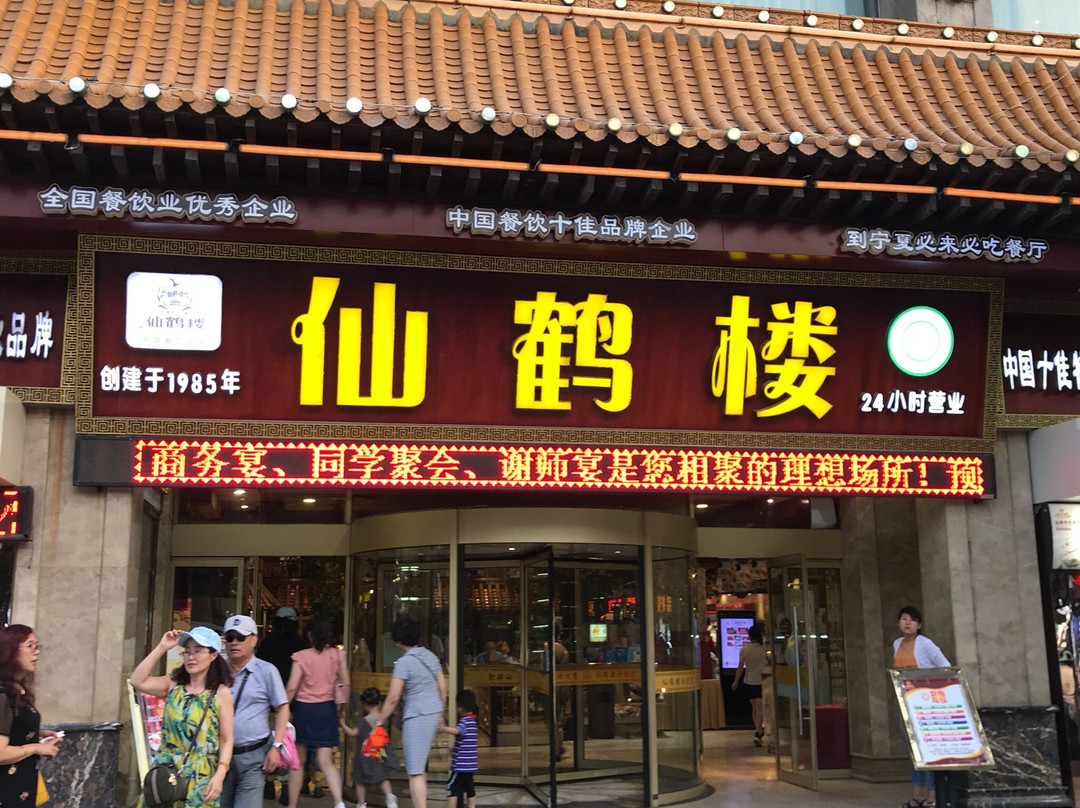 全国餐饮业优秀企业
中国餐饮十佳品牌企业
到宁夏必来必吃餐厅
品牌
仙鹤楼
创建于1985年
仙鹤楼
24小时营业
中国十佳
商务宴、同学聚会、谢师宴是您相聚的理想场所！预